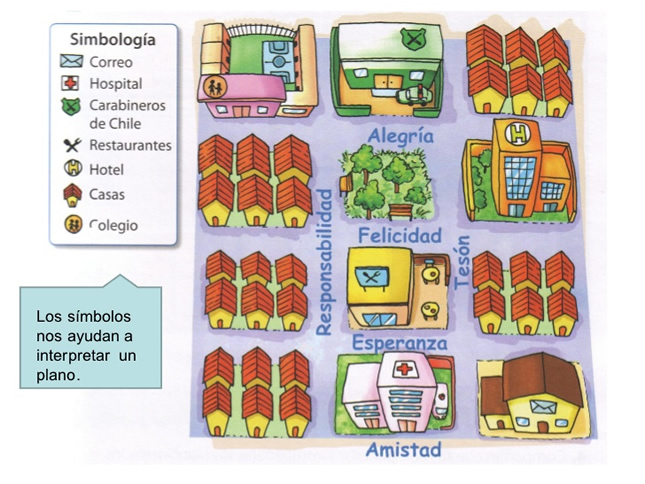 Simbología
Correo
Hospital
Carabineros
de Chile
Restaurantes
Hotel
Casas
Colegio
Alegría
Responsabilidad
Felicidad
Tesón
Esperanza
Amistad
H
H
Los símbolos
nos ayudan a
interpretar un
plano.